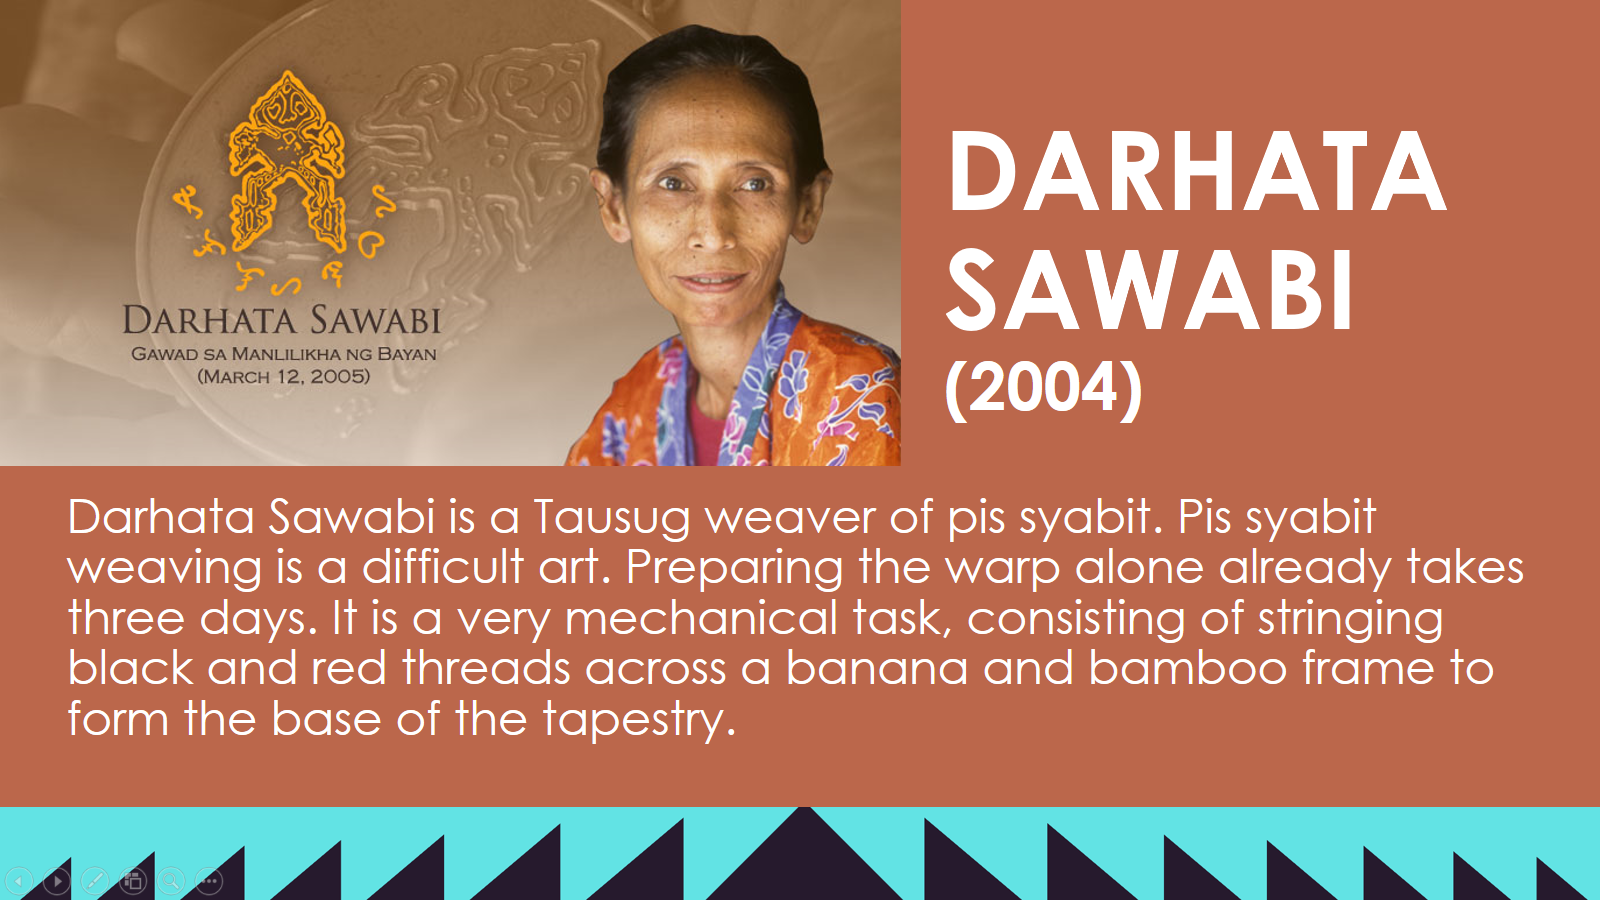 DARHATA SAWABI
GAWAD SA MANLILIKHA NG BAYAN
(MARCH 12, 2005)
DARHATA
SAWABI
(2004)
Darhata Sawabi is a Tausug weaver of pis syabit. Pis syabit
weaving is a difficult art. Preparing the warp alone already takes
three days. It is a very mechanical task, consisting of stringing
black and red threads across a banana and bamboo frame to
form the base of the tapestry.